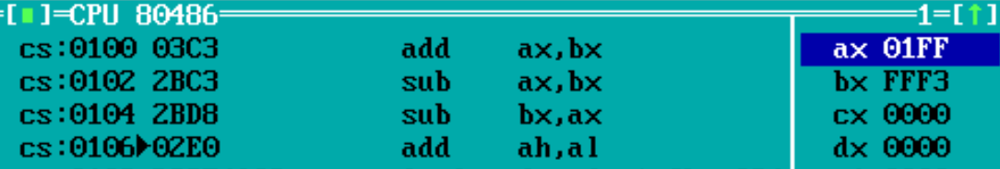 =[■]=CPU 80486=1=[↑]
cs:0100 03C3 add ax,bx ax 01FF
cs:0102 2BC3 sub ax,bx bx FFF3
cs:0104 2BD8 sub bx,ax cx 0000
cs:0106►02E0 add ah,al dx 0000